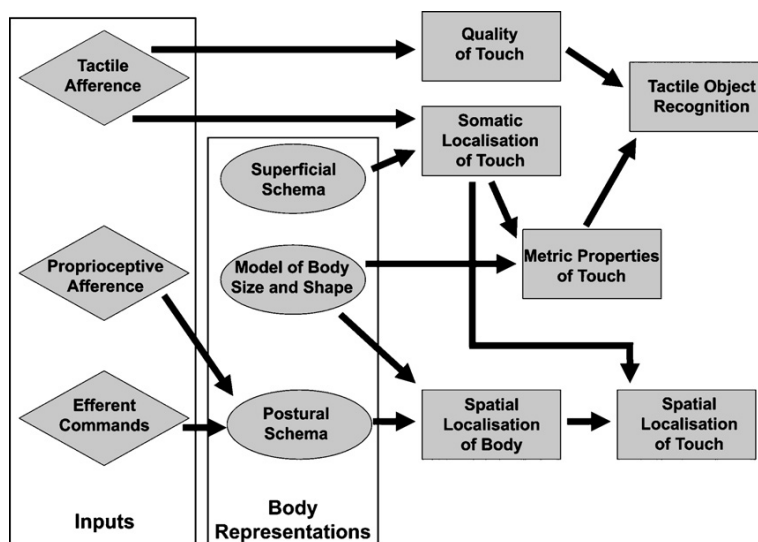 Tactile
Afference
Quality
of Touch
Tactile Object
Recognition
Somatic
Localisation
of Touch
Superficial
Schema
Proprioceptive
Afference
Model of Body
Size and Shape
Metric Properties
of Touch
Efferent
Commands
Postural
Schema
Spatial
Localisation
of Body
Spatial
Localisation
of Touch
Inputs
Body
Representations